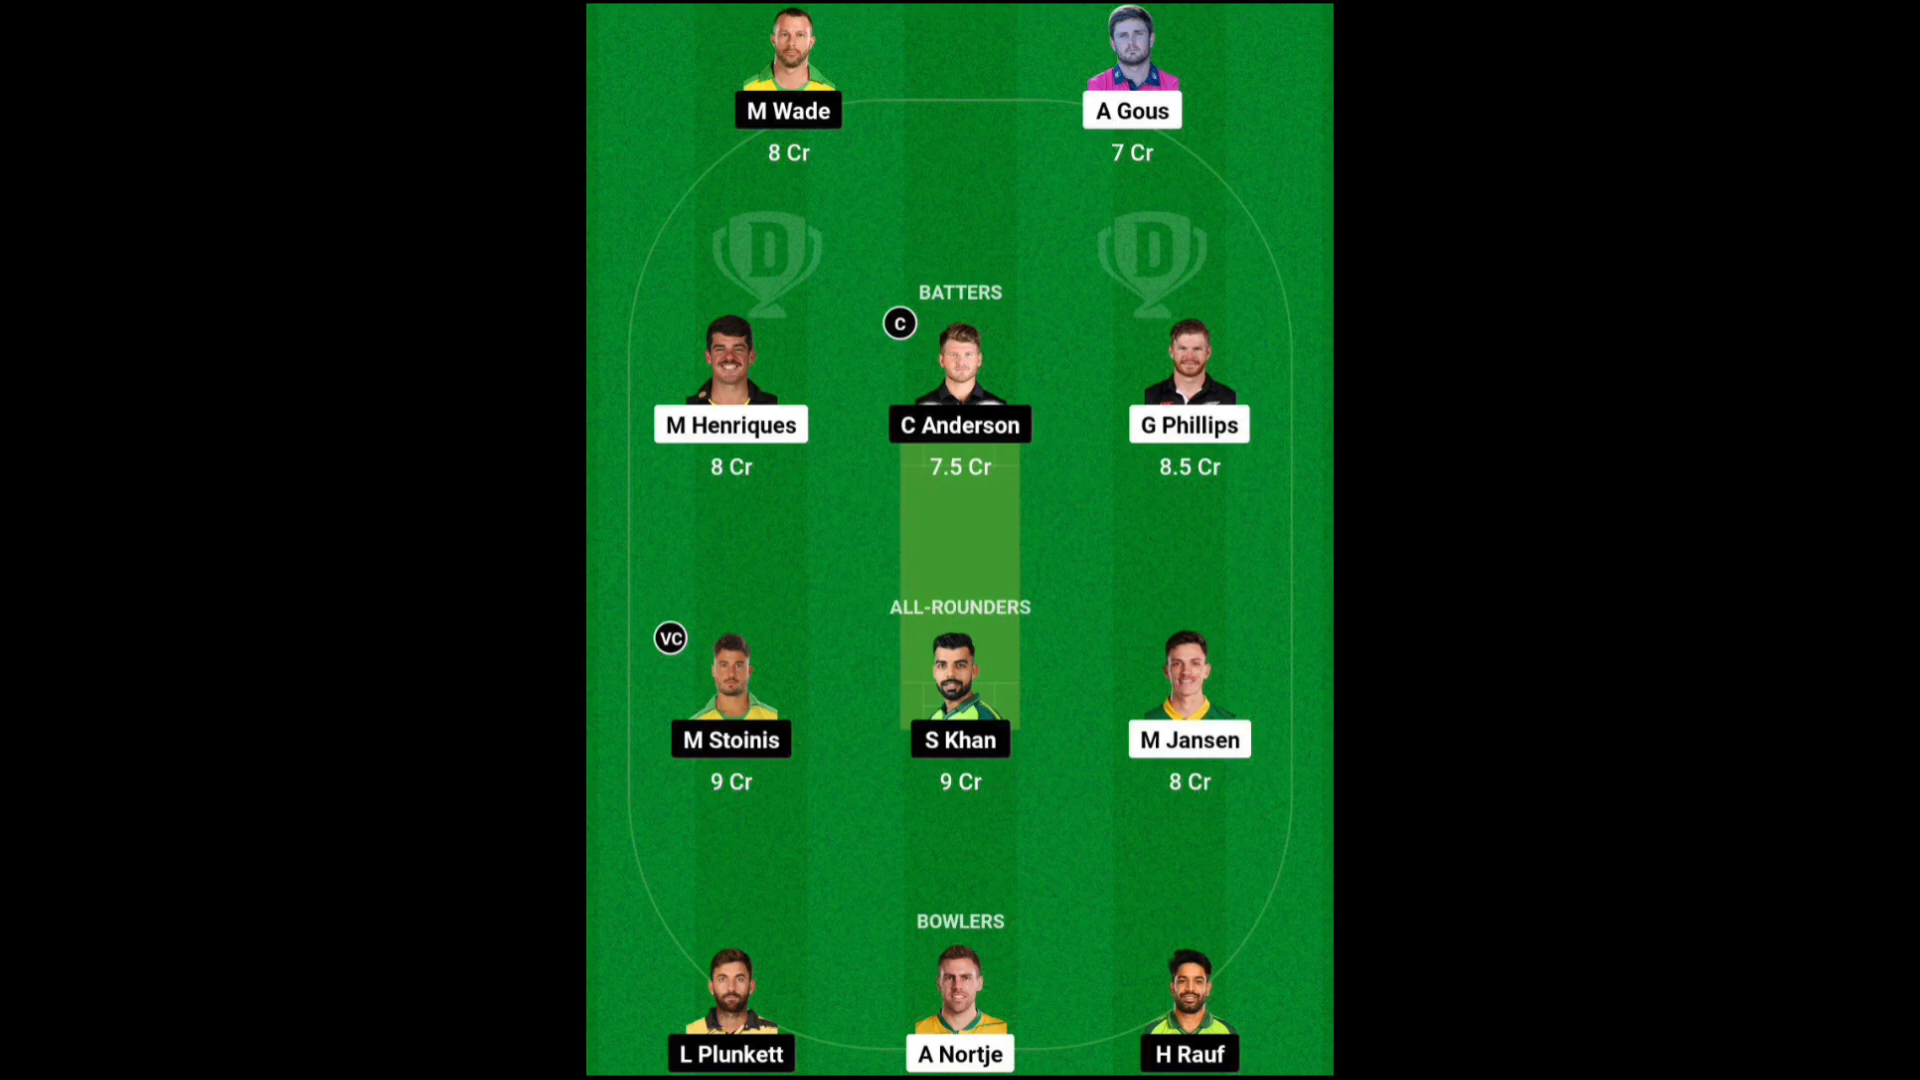 M Wade
A Gous
8 Cr
7 Cr
D
D
BATTERS
C
M Henriques
C Anderson
G Phillips
8 Cr
7.5 Cr
8.5 Cr
ALL-ROUNDERS
VC
M Stoinis
S Khan
M Jansen
9 Cr
9 Cr
8 Cr
BOWLERS
L Plunkett
A Nortje
H Rauf